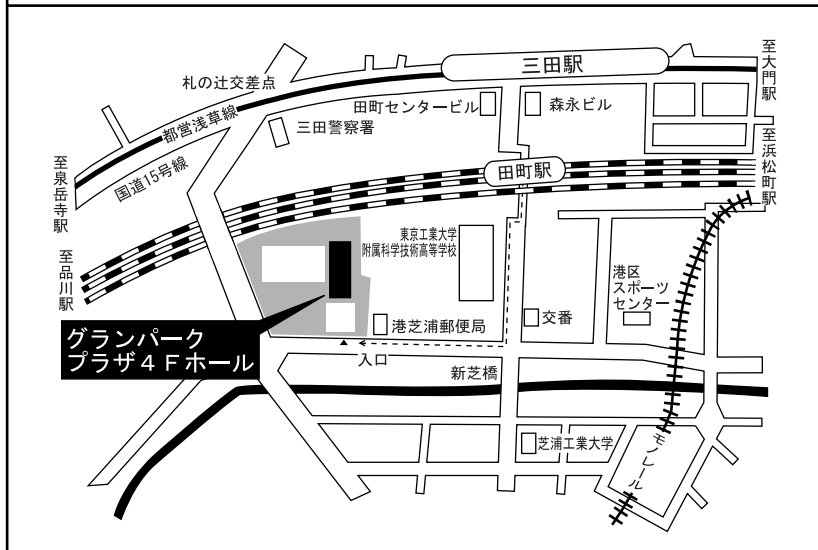 三田駅
至大門駅
札の辻交差点
田町センタービル
森永ビル
都営浅草線
三田警察署
至浜松町駅
至泉岳寺駅
国道15号線
田町駅
東京工業大学
附属科学技術高等学校
至品川駅
港区
スポーツ
センター
港芝浦郵便局
交番
グランパーク
プラザ４Ｆホール
入口
新芝橋
芝浦工業大学
モノレール